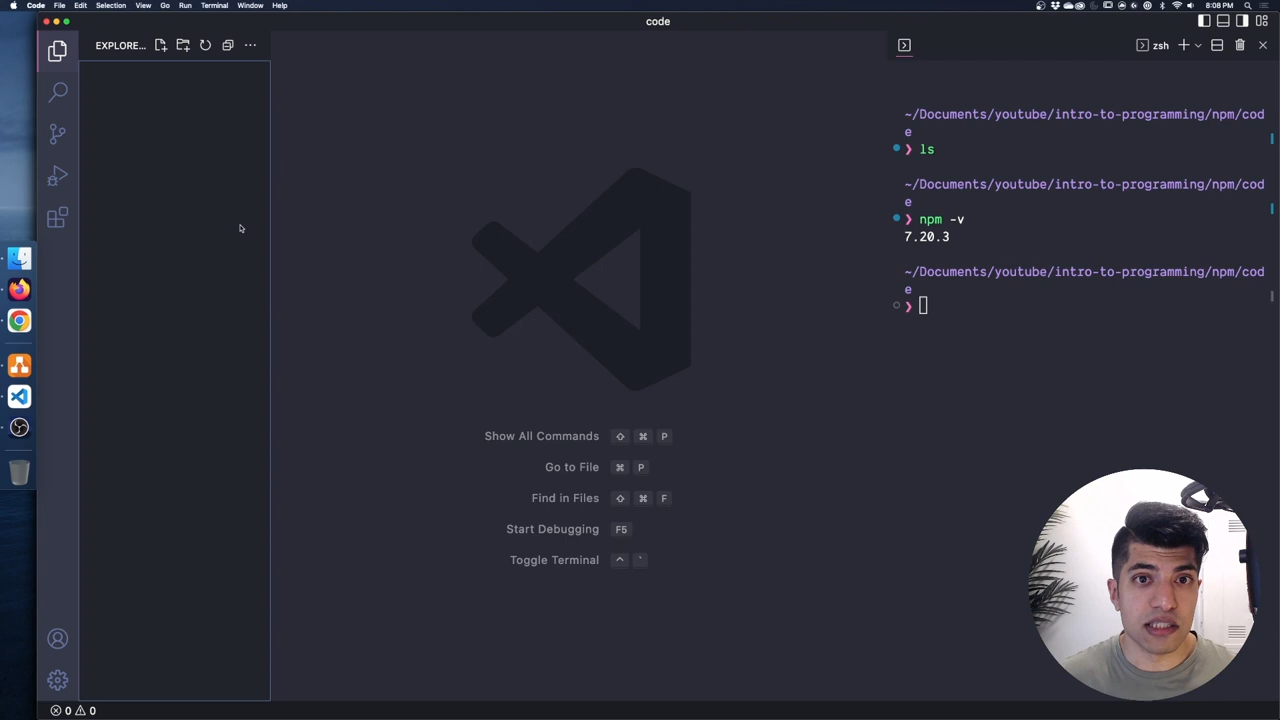 Code File Edit Selection View Go Run Terminal Window Help 8:08 PM
code
EXPLORE...
zsh
~/Documents/youtube/intro-to-programming/npm/cod
e
❯ ls
~/Documents/youtube/intro-to-programming/npm/cod
e
❯ npm -v
7.20.3
~/Documents/youtube/intro-to-programming/npm/cod
e
❯
Show All Commands ⇧ ⌘ P
Go to File ⌘ P
Find in Files ⇧ ⌘ F
Start Debugging F5
Toggle Terminal ^ `
0 0